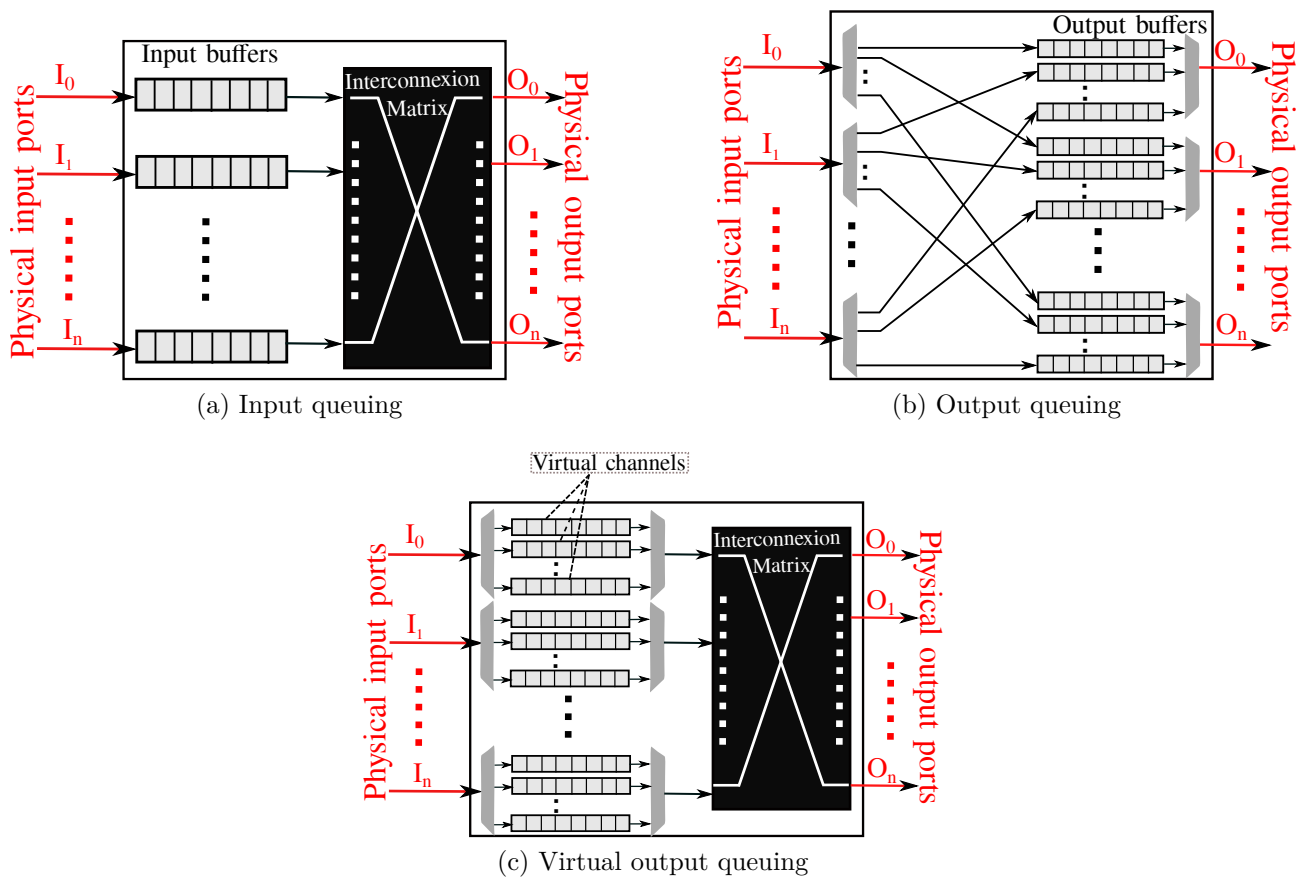 Input buffers
Physical input ports
I0
I1
In
Interconnexion
Matrix
O0
O1
On
Physical output ports
(a) Input queuing
Output buffers
Physical input ports
I0
I1
In
O0
O1
On
Physical output ports
(b) Output queuing
Virtual channels
Physical input ports
I0
I1
In
Interconnexion
Matrix
O0
O1
On
Physical output ports
(c) Virtual output queuing